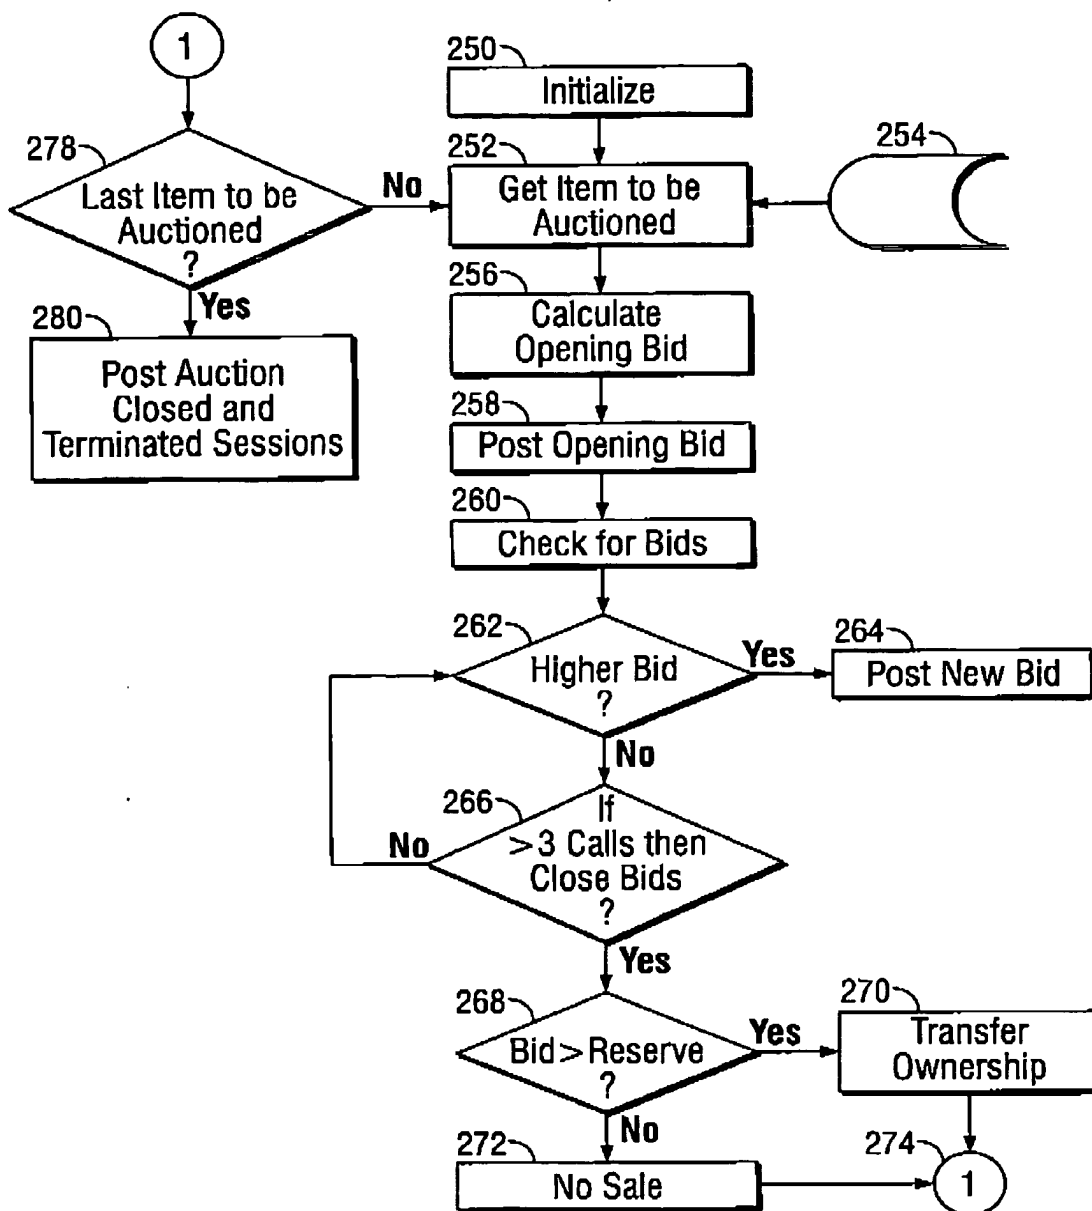 1
278
Last Item to be
Auctioned
?
No
Yes
280
Post Auction
Closed and
Terminated Sessions
250
Initialize
252
Get Item to be
Auctioned
254
256
Calculate
Opening Bid
258
Post Opening Bid
260
Check for Bids
262
Higher Bid
?
Yes
264
Post New Bid
No
266
If
>3 Calls then
Close Bids
?
No
Yes
268
Bid>Reserve
?
Yes
270
Transfer
Ownership
No
272
No Sale
274
1